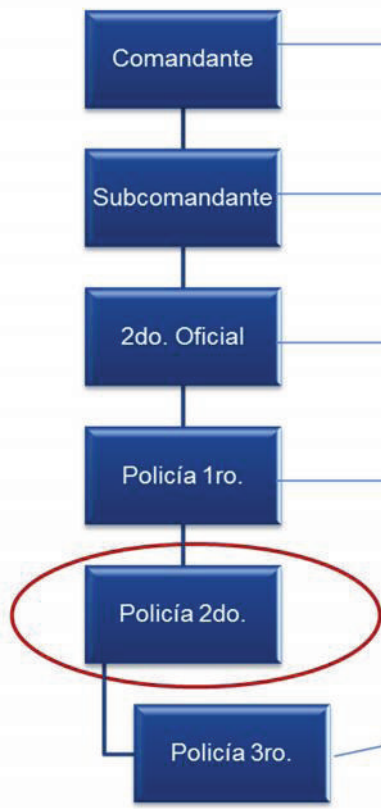 Comandante
Subcomandante
2do. Oficial
Policía 1ro.
Policía 2do.
Policía 3ro.